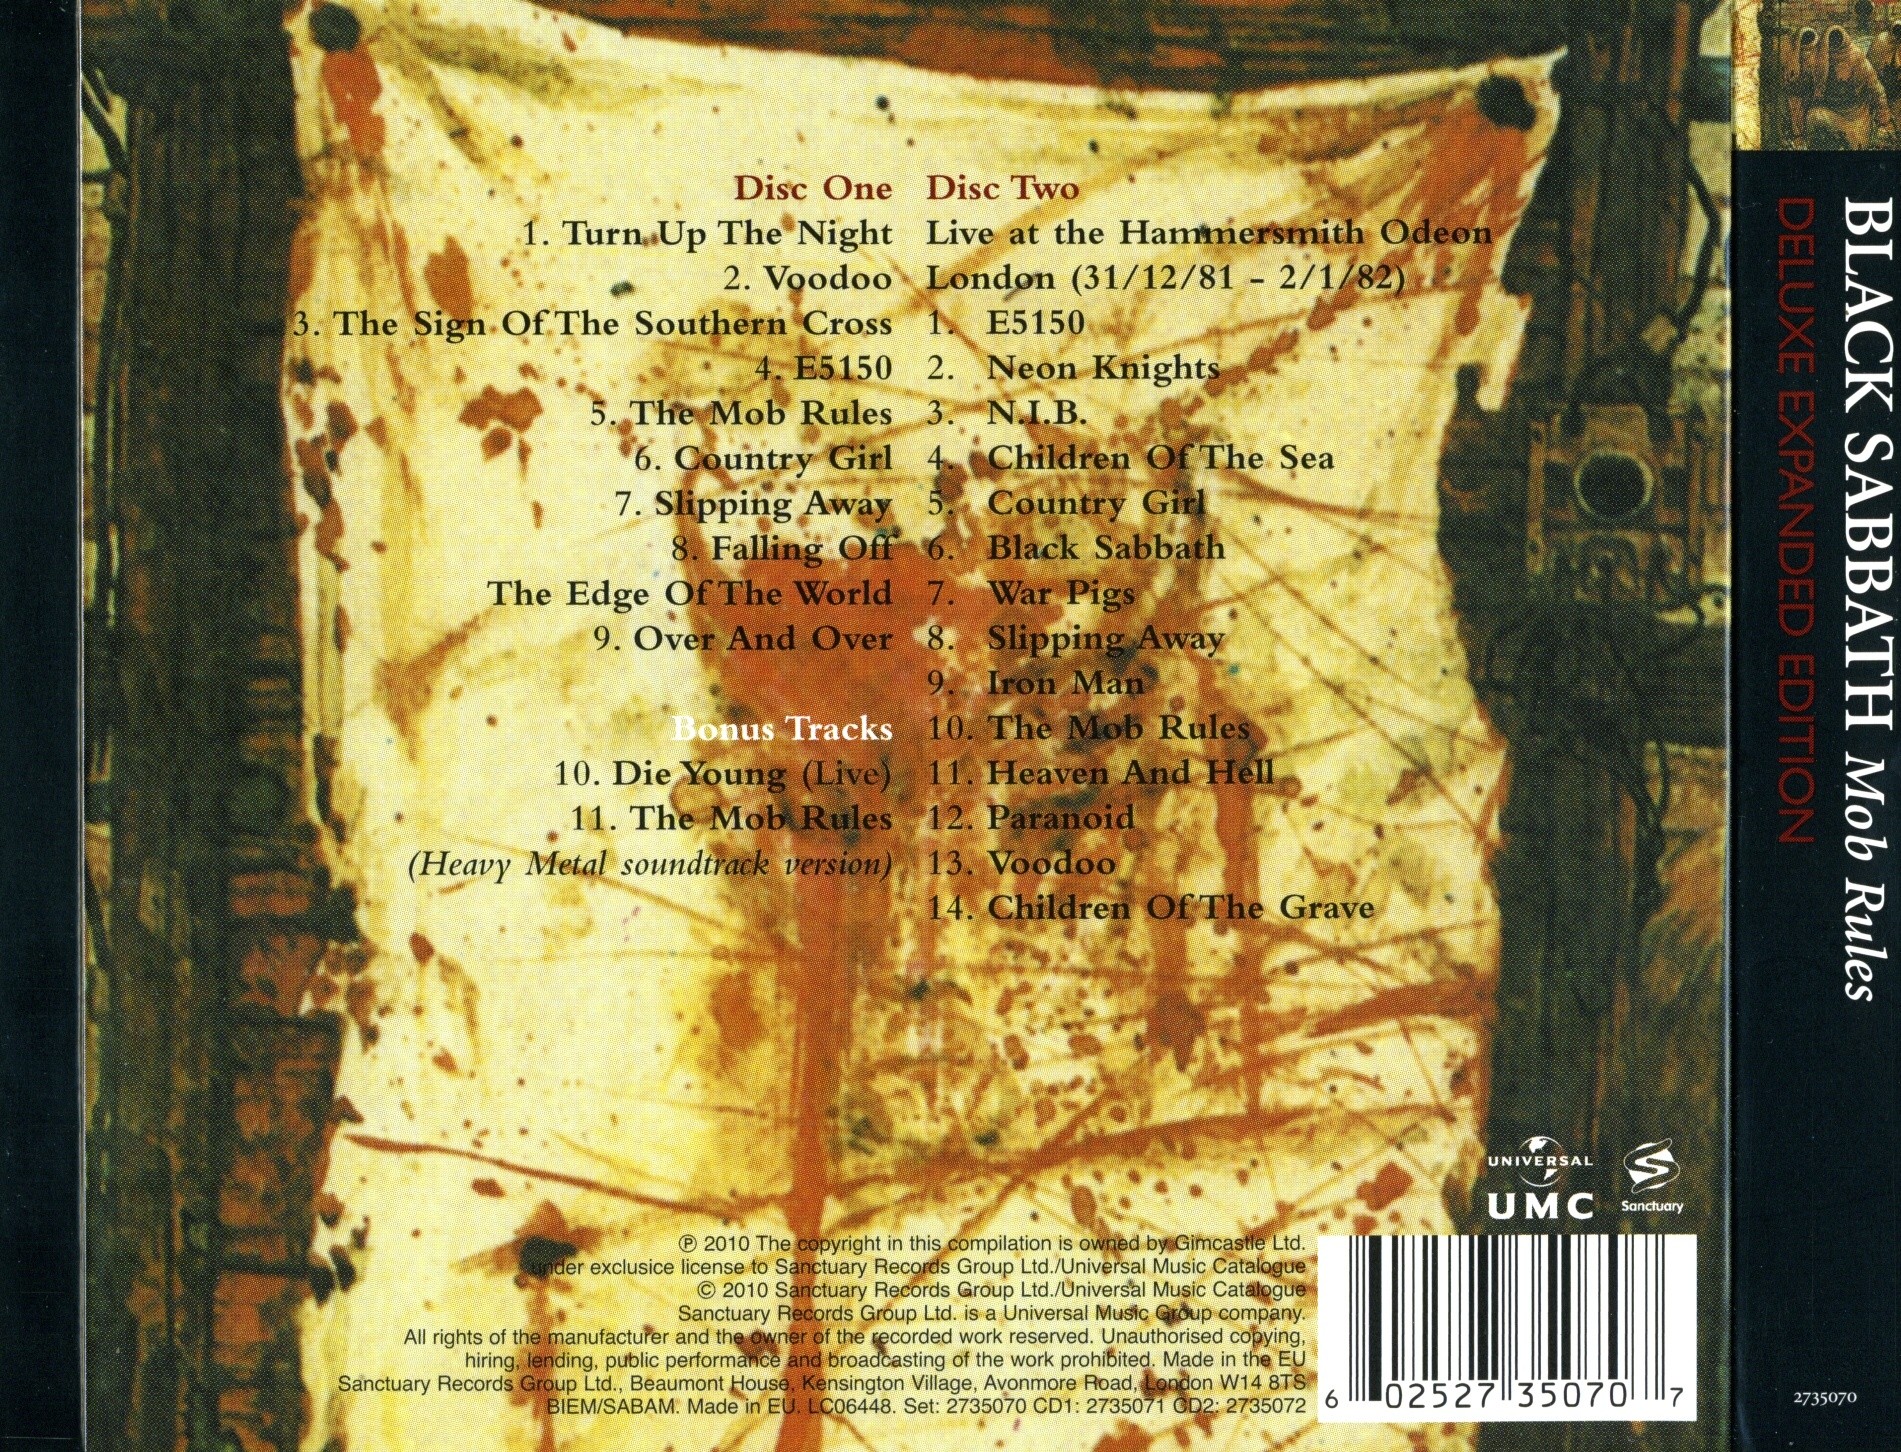 Disc One
1. Turn Up The Night
2. Voodoo
3. The Sign Of The Southern Cross
4. E5150
5. The Mob Rules
6. Country Girl
7. Slipping Away
8. Falling Off
The Edge Of The World
9. Over And Over
Bonus Tracks
10. Die Young (Live)
11. The Mob Rules
(Heavy Metal soundtrack version)
Disc Two
Live at the Hammersmith Odeon
London (31/12/81 - 2/1/82)
1. E5150
2. Neon Knights
3. N.I.B.
4. Children Of The Sea
5. Country Girl
6. Black Sabbath
7. War Pigs
8. Slipping Away
9. Iron Man
10. The Mob Rules
11. Heaven And Hell
12. Paranoid
13. Voodoo
14. Children Of The Grave
℗ 2010 The copyright in this compilation is owned by Gimcastle Ltd.
under exclusice license to Sanctuary Records Group Ltd./Universal Music Catalogue
© 2010 Sanctuary Records Group Ltd./Universal Music Catalogue
Sanctuary Records Group Ltd. is a Universal Music Group company.
All rights of the manufacturer and the owner of the recorded work reserved. Unauthorised copying,
hiring, lending, public performance and broadcasting of the work prohibited. Made in the EU
Sanctuary Records Group Ltd., Beaumont House, Kensington Village, Avonmore Road, London W14 8TS
BIEM/SABAM. Made in EU. LC06448. Set: 2735070 CD1: 2735071 CD2: 2735072
UNIVERSAL
UMC
Sanctuary
6 02527 35070 7
BLACK SABBATH Mob Rules
DELUXE EXPANDED EDITION
2735070